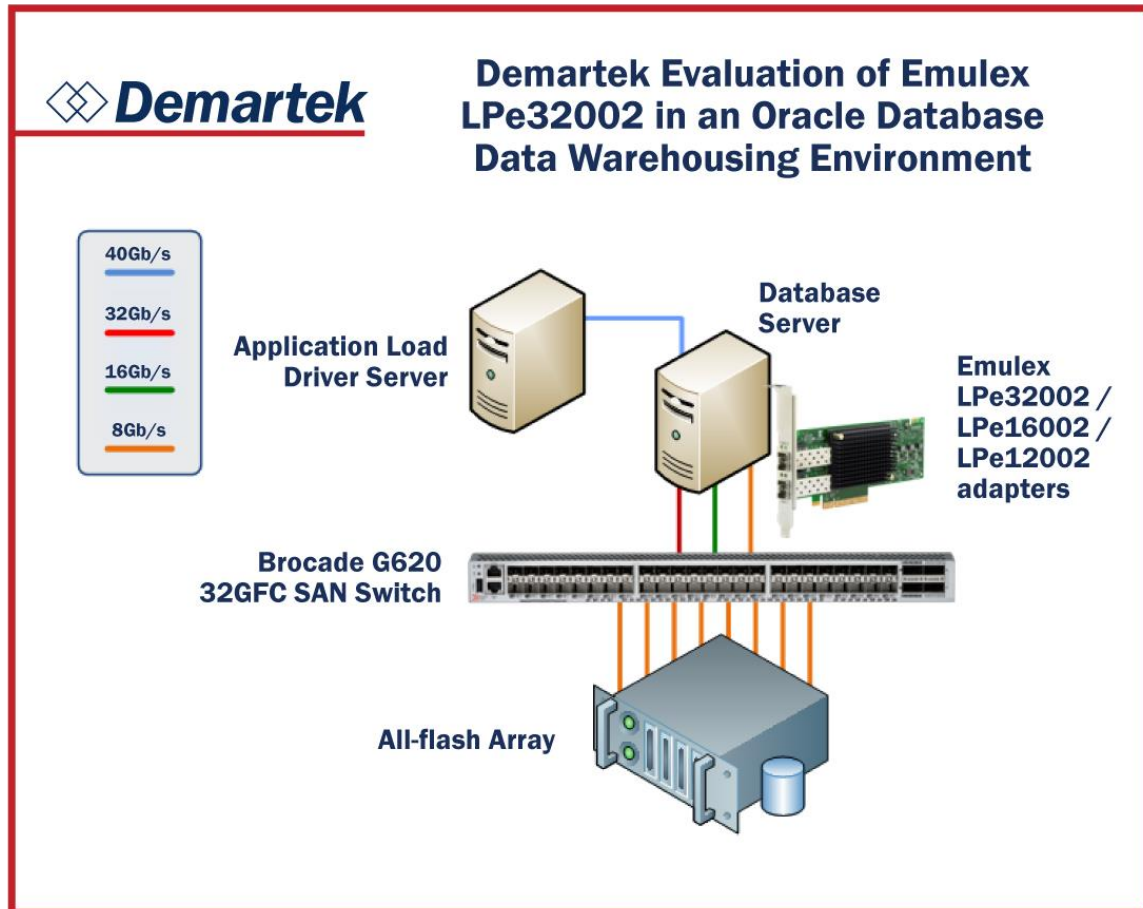 Demartek
Demartek Evaluation of Emulex
LPe32002 in an Oracle Database
Data Warehousing Environment
40Gb/s
32Gb/s
16Gb/s
8Gb/s
Application Load
Driver Server
Database
Server
Emulex
LPe32002 /
LPe16002 /
LPe12002
adapters
Brocade G620
32GFC SAN Switch
All-flash Array